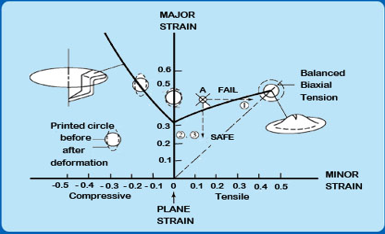 MAJOR
STRAIN
0.6
0.5
0.5
0.3
0.2
0.1
A FAIL
①
②, ③ SAFE
Balanced
Biaxial
Tension
Printed circle
before
after
deformation
-0.5 -0.4 -0.3 -0.2 -0.1 0 0.1 0.2 0.3 0.4 0.5
MINOR
STRAIN
Compressive
Tensile
PLANE
STRAIN